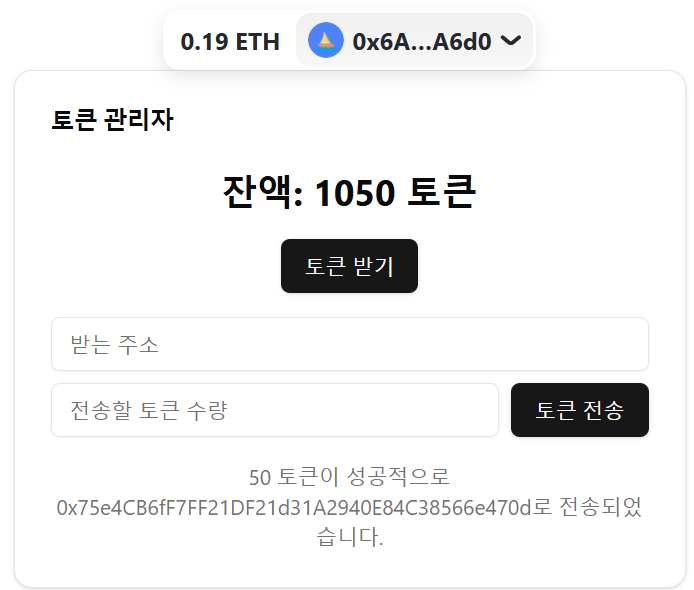 0.19 ETH 0x6A...A6d0
토큰 관리자
잔액: 1050 토큰
토큰 받기
받는 주소
전송할 토큰 수량 토큰 전송
50 토큰이 성공적으로
0x75e4CB6fF7FF21DF21d31A2940E84C38566e470d로 전송되었
습니다.